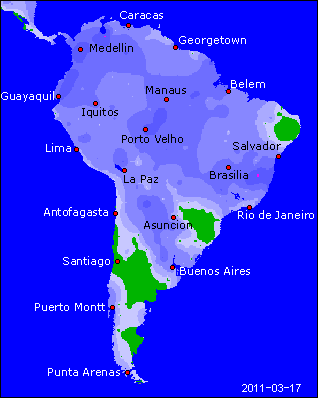 Caracas
Georgetown
Medellin
Belem
Manaus
Guayaquil
Iquitos
Porto Velho
Salvador
Lima
La Paz
Brasilia
Antofagasta
Rio de Janeiro
Asuncion
Santiago
Buenos Aires
Puerto Montt
Punta Arenas
2011-03-17